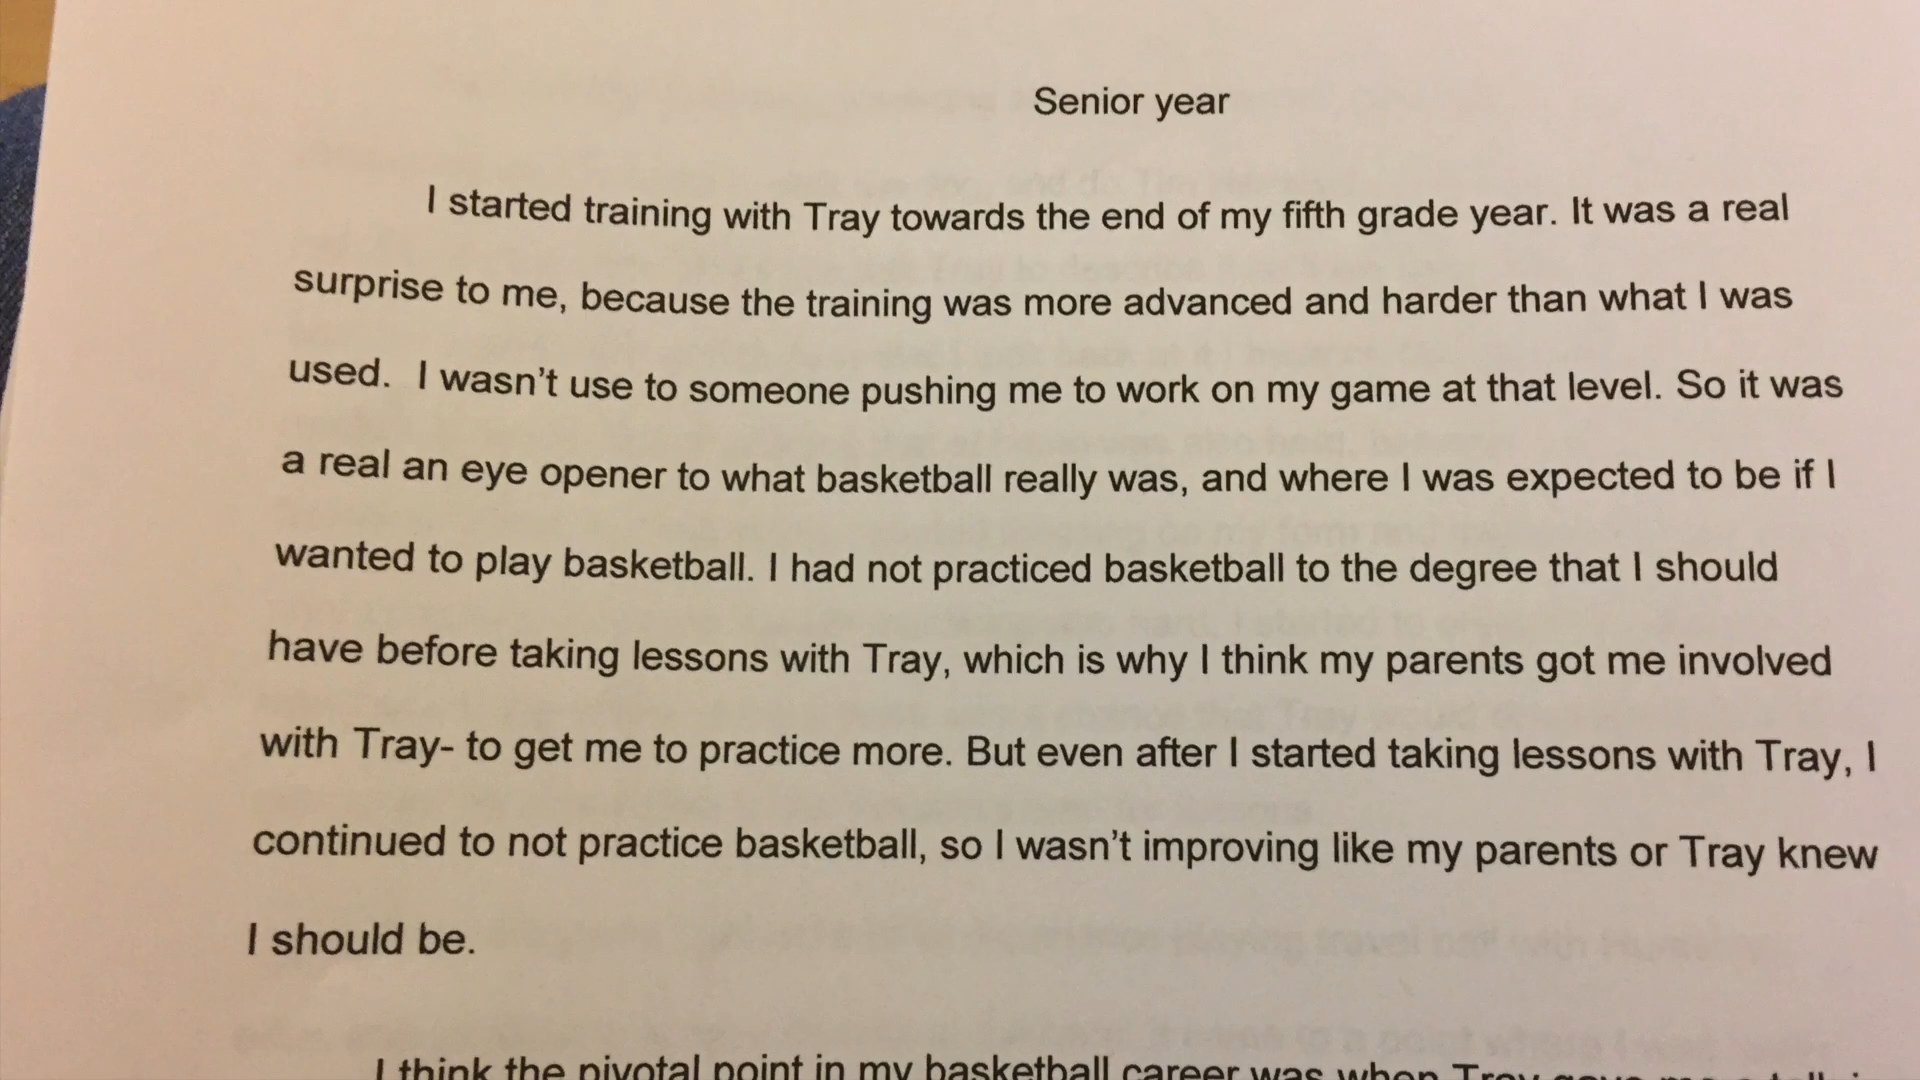 Senior year
I started training with Tray towards the end of my fifth grade year. It was a real
surprise to me, because the training was more advanced and harder than what I was
used.  I wasn't use to someone pushing me to work on my game at that level. So it was
a real an eye opener to what basketball really was, and where I was expected to be if I
wanted to play basketball. I had not practiced basketball to the degree that I should
have before taking lessons with Tray, which is why I think my parents got me involved
with Tray- to get me to practice more. But even after I started taking lessons with Tray, I
continued to not practice basketball, so I wasn't improving like my parents or Tray knew
I should be.
I think the pivotal point in my basketball career was when Tray gave me a